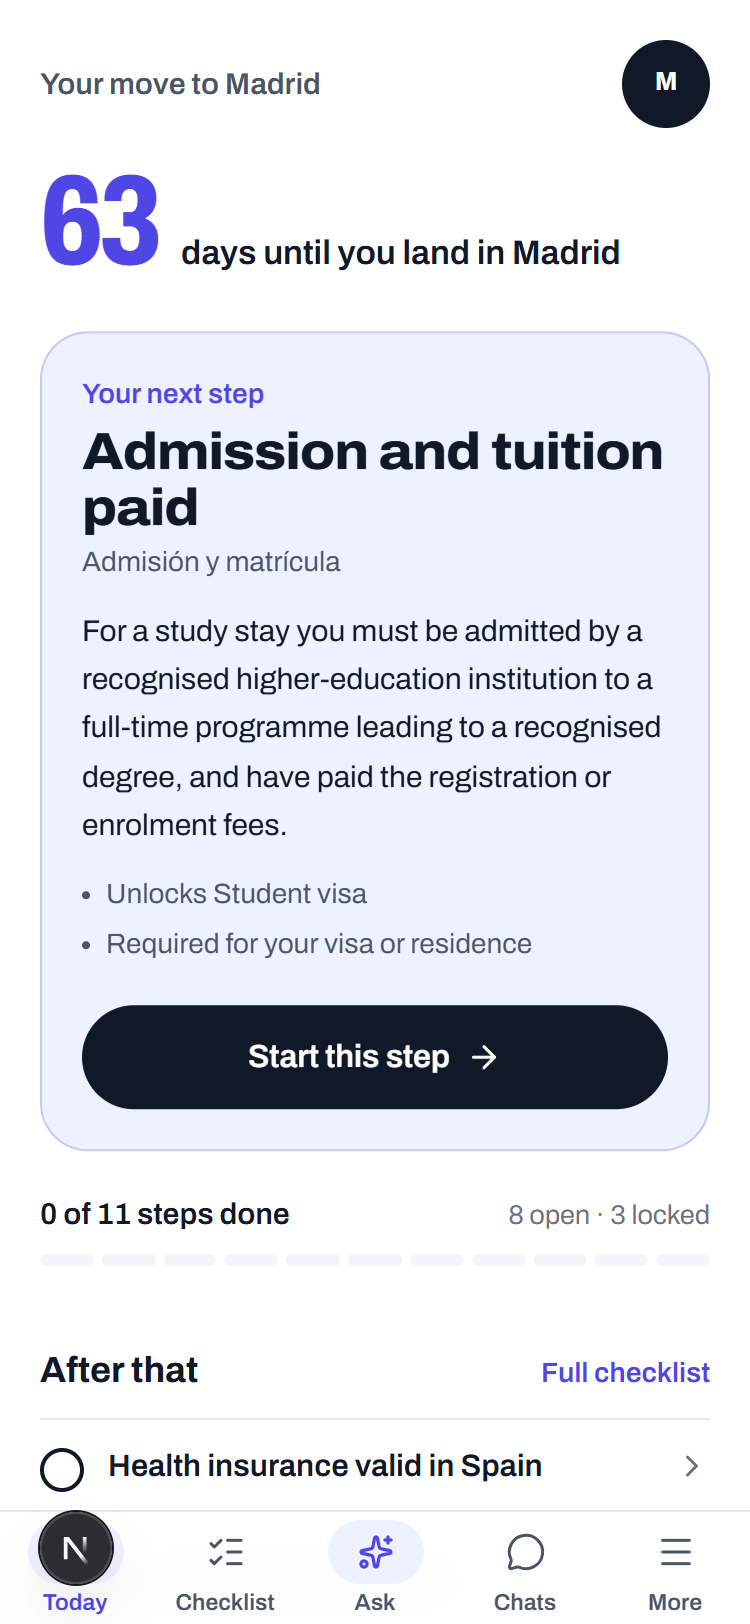 Your move to Madrid
M
63 days until you land in Madrid
Your next step
Admission and tuition
paid
Admisión y matrícula
For a study stay you must be admitted by a
recognised higher-education institution to a
full-time programme leading to a recognised
degree, and have paid the registration or
enrolment fees.
• Unlocks Student visa
• Required for your visa or residence
Start this step →
0 of 11 steps done
8 open · 3 locked
After that
Full checklist
Health insurance valid in Spain
N
Today
Checklist
Ask
Chats
More